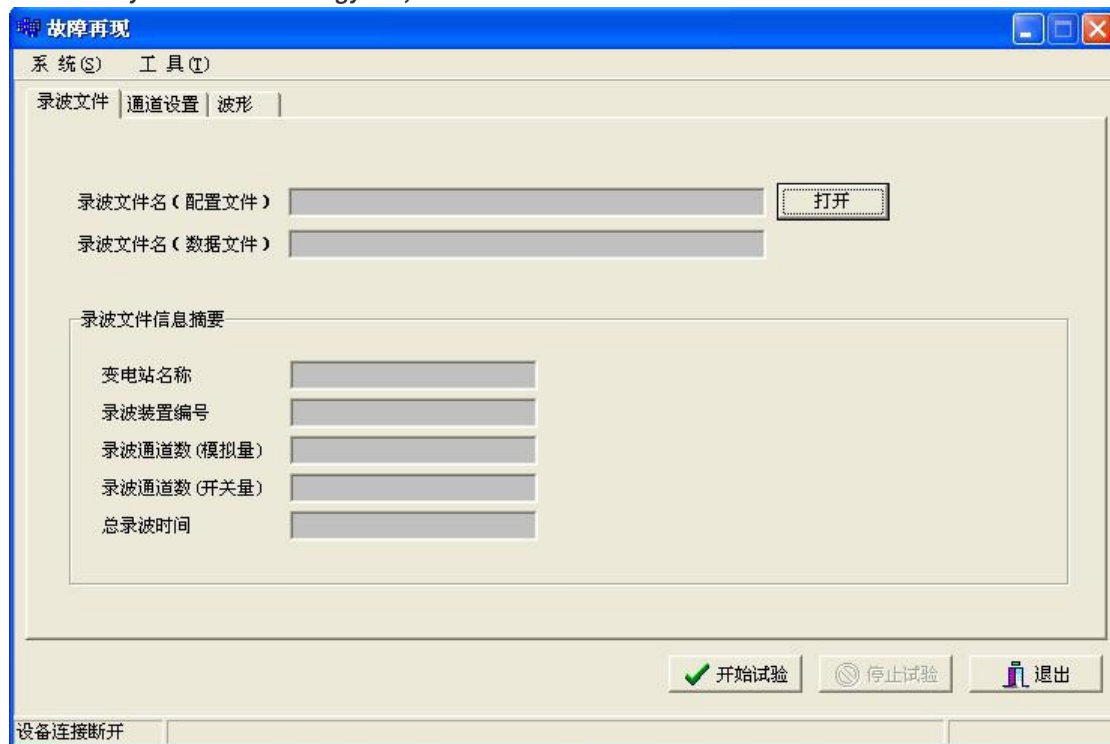 故障再现
系 统(S) 工 具(T)
录波文件 通道设置 波形
录波文件名(配置文件) 打开
录波文件名(数据文件)
录波文件信息摘要
变电站名称
录波装置编号
录波通道数(模拟量)
录波通道数(开关量)
总录波时间
开始试验 停止试验 退出
设备连接断开